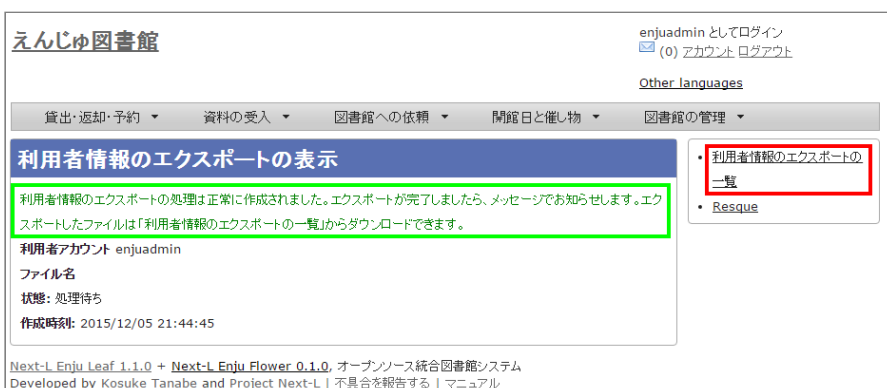 えんじゅ図書館
enjuadmin としてログイン
(0) アカウント ログアウト
Other languages
貸出・返却・予約 ▼ 資料の受入 ▼ 図書館への依頼 ▼ 開館日と催し物 ▼ 図書館の管理 ▼
利用者情報のエクスポートの表示
利用者情報のエクスポートの処理は正常に作成されました。エクスポートが完了しましたら、メッセージでお知らせします。エク
スポートしたファイルは「利用者情報のエクスポートの一覧」からダウンロードできます。
利用者アカウント enjuadmin
ファイル名
状態: 処理待ち
作成時刻: 2015/12/05 21:44:45
• 利用者情報のエクスポートの
一覧
• Resque
Next-L Enju Leaf 1.1.0 + Next-L Enju Flower 0.1.0, オープンソース統合図書館システム
Developed by Kosuke Tanabe and Project Next-L | 不具合を報告する | マニュアル